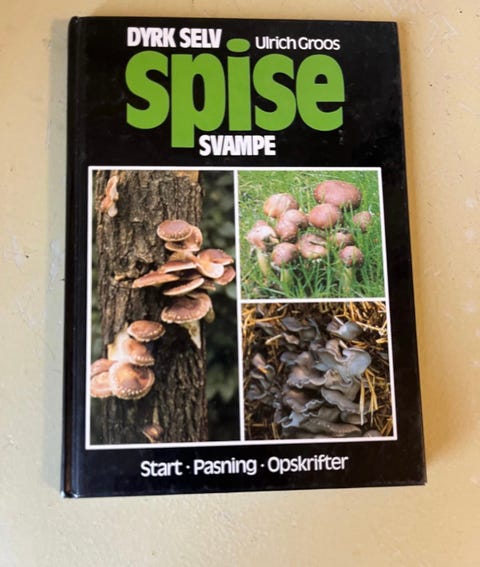 DYRK SELV Ulrich Groos
spise
SVAMPE
Start · Pasning · Opskrifter